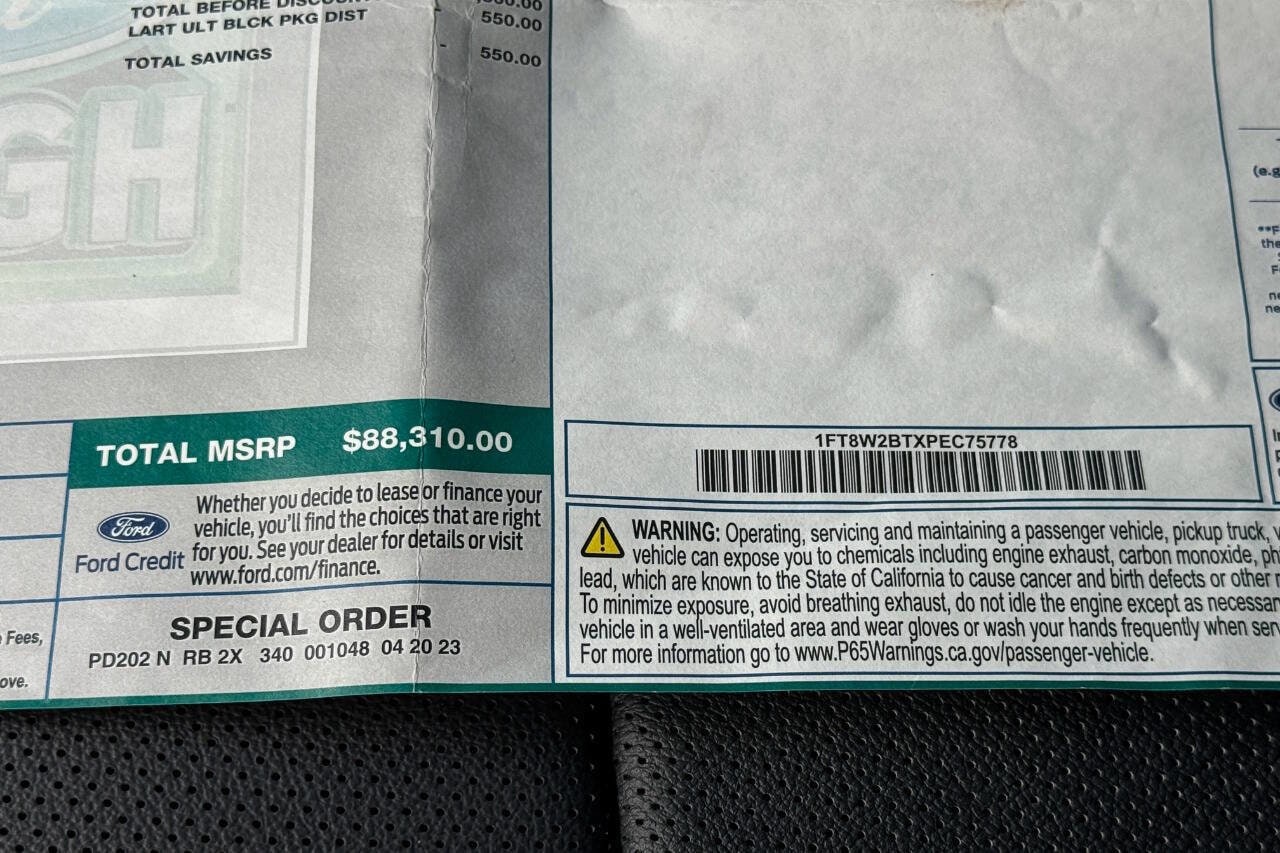 TOTAL BEFORE
LART ULT BLCK PKG DIST 550.00
TOTAL SAVINGS - 550.00
GH
TOTAL MSRP $88,310.00
Ford
Ford Credit
Whether you decide to lease or finance your
vehicle, you'll find the choices that are right
for you. See your dealer for details or visit
www.ford.com/finance.
SPECIAL ORDER
PD202 N RB 2X 340 001048 04 20 23
Fees,
ove.
1FT8W2BTXPEC75778
WARNING: Operating, servicing and maintaining a passenger vehicle, pickup truck, v
vehicle can expose you to chemicals including engine exhaust, carbon monoxide, ph
lead, which are known to the State of California to cause cancer and birth defects or other r
To minimize exposure, avoid breathing exhaust, do not idle the engine except as necessar
vehicle in a well-ventilated area and wear gloves or wash your hands frequently when ser
For more information go to www.P65Warnings.ca.gov/passenger-vehicle.
(e.g
**F
the
F
ne
ne